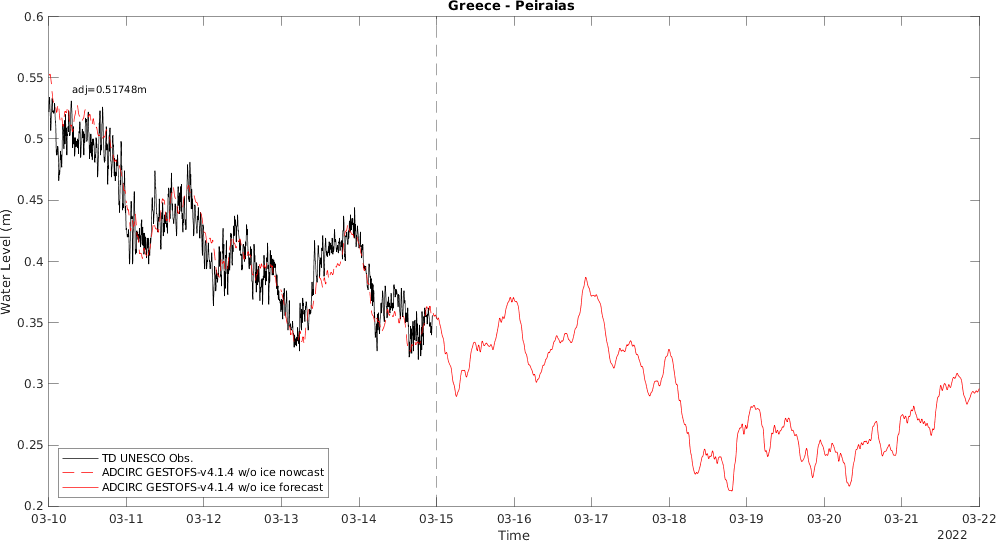 Greece - Peiraias
0.6
0.55
0.5
0.45
0.4
0.35
0.3
0.25
0.2
Water Level (m)
adj=0.51748m
TD UNESCO Obs.
ADCIRC GESTOFS-v4.1.4 w/o ice nowcast
ADCIRC GESTOFS-v4.1.4 w/o ice forecast
03-10 03-11 03-12 03-13 03-14 03-15 03-16 03-17 03-18 03-19 03-20 03-21 03-22
Time
2022